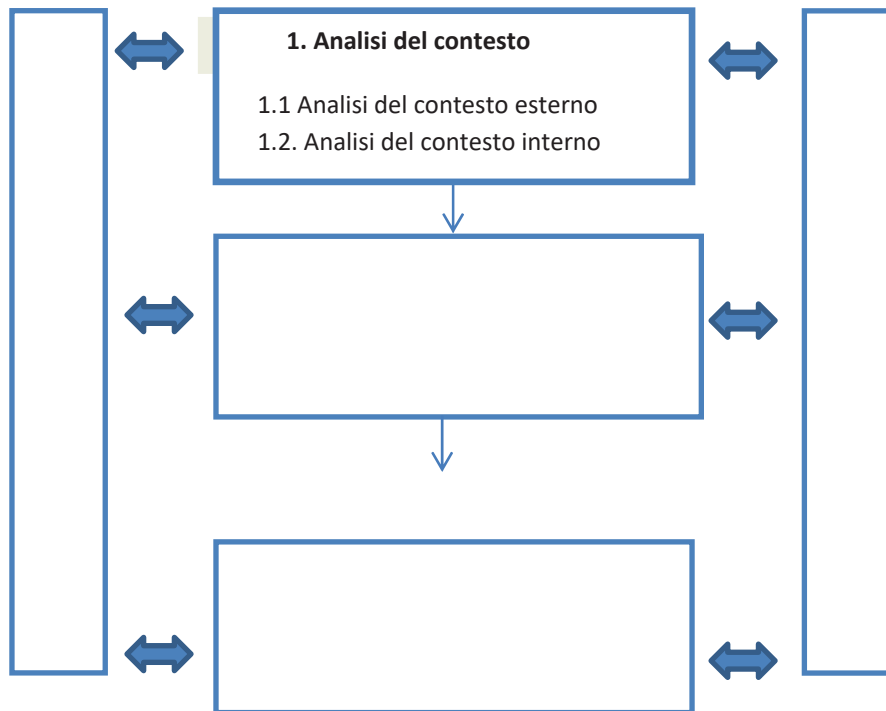 1. Analisi del contesto
1.1 Analisi del contesto esterno
1.2. Analisi del contesto interno